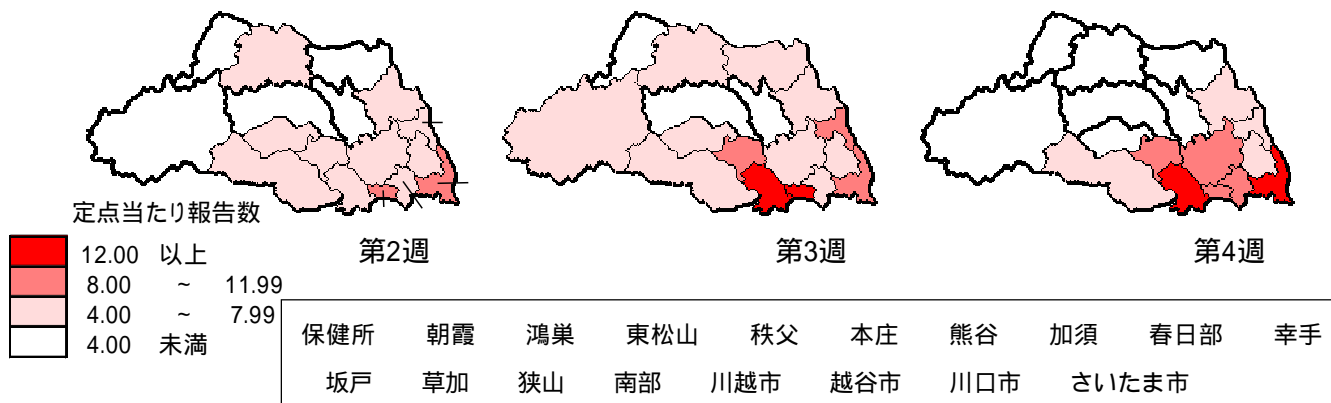 定点当たり報告数
12.00 以上
8.00 ~ 11.99
4.00 ~ 7.99
4.00 未満
第2週 第3週 第4週
保健所 朝霞 鴻巣 東松山 秩父 本庄 熊谷 加須 春日部 幸手
坂戸 草加 狭山 南部 川越市 越谷市 川口市 さいたま市